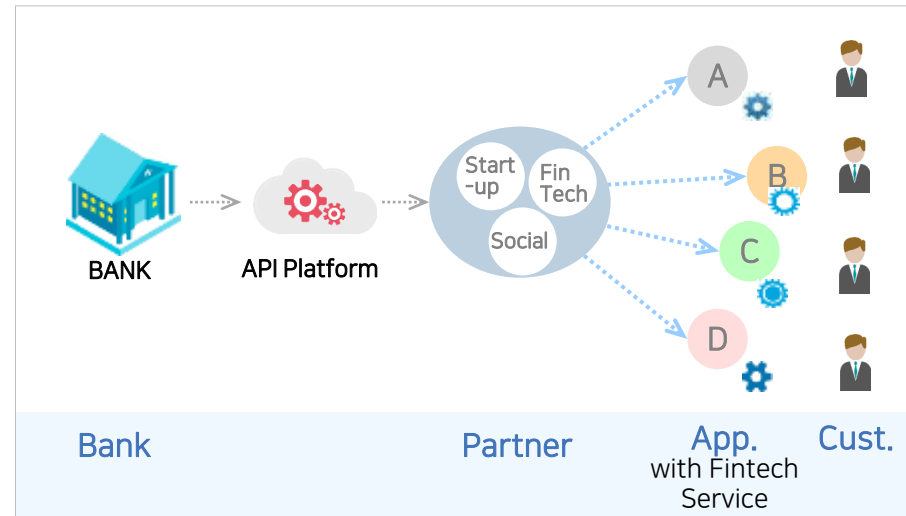 A
B
C
D
Start
-up
Fin
Tech
Social
BANK
API Platform
Bank
Partner
App.
with Fintech
Service
Cust.